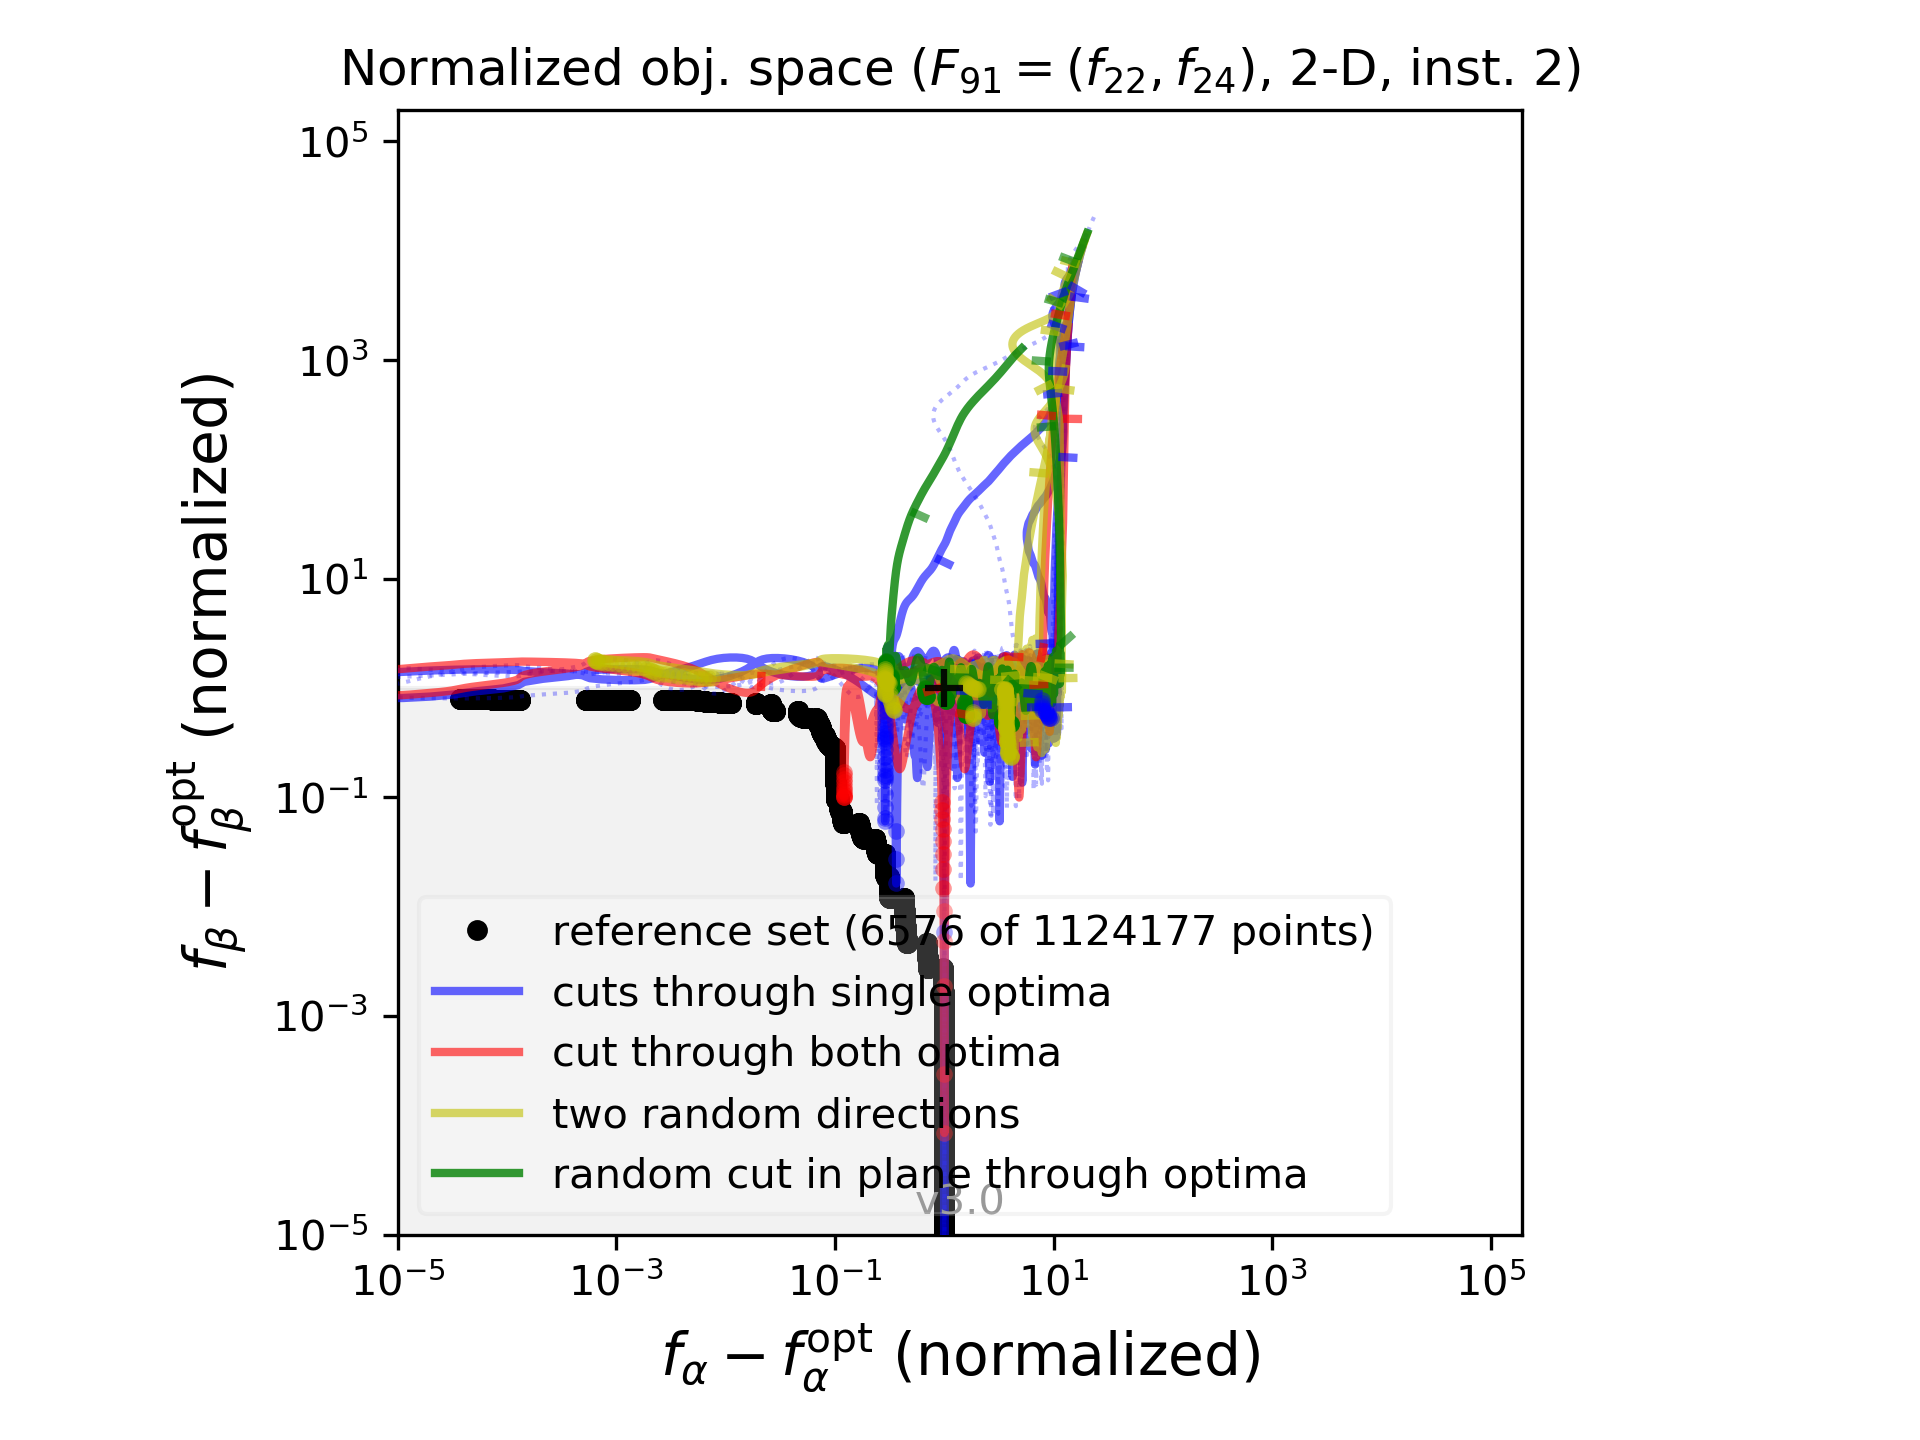 Normalized obj. space (F₉₁ = (f₂₂, f₂₄), 2-D, inst. 2)
f_β − f_β^opt (normalized)
10⁵
10³
10¹
10⁻¹
10⁻³
10⁻⁵
reference set (6576 of 1124177 points)
cuts through single optima
cut through both optima
two random directions
random cut in plane through optima
v3.0
10⁻⁵ 10⁻³ 10⁻¹ 10¹ 10³ 10⁵
f_α − f_α^opt (normalized)